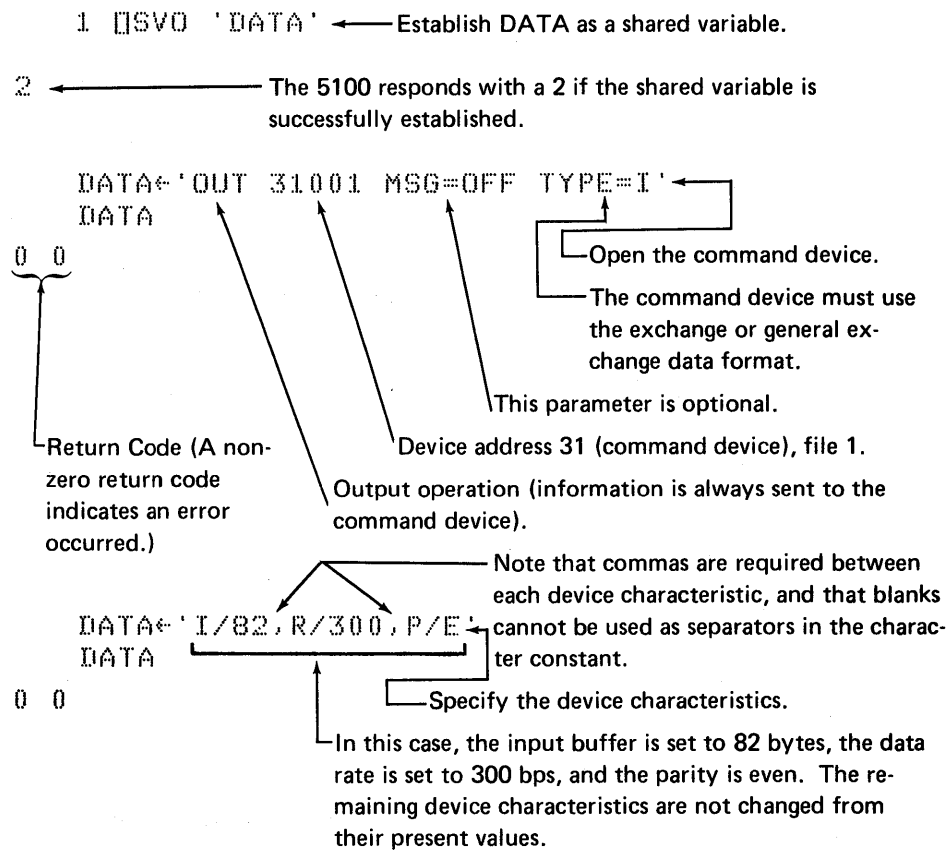 1 ⎕SVO 'DATA' Establish DATA as a shared variable.
2 The 5100 responds with a 2 if the shared variable is
successfully established.
DATA←'OUT 31001 MSG=OFF TYPE=I'
DATA
0 0
Open the command device.
The command device must use
the exchange or general ex-
change data format.
This parameter is optional.
Device address 31 (command device), file 1.
Output operation (information is always sent to the
command device).
Return Code (A non-
zero return code
indicates an error
occurred.)
Note that commas are required between
each device characteristic, and that blanks
cannot be used as separators in the charac-
ter constant.
DATA←'I/82,R/300,P/E'
DATA
0 0
Specify the device characteristics.
In this case, the input buffer is set to 82 bytes, the data
rate is set to 300 bps, and the parity is even. The re-
maining device characteristics are not changed from
their present values.